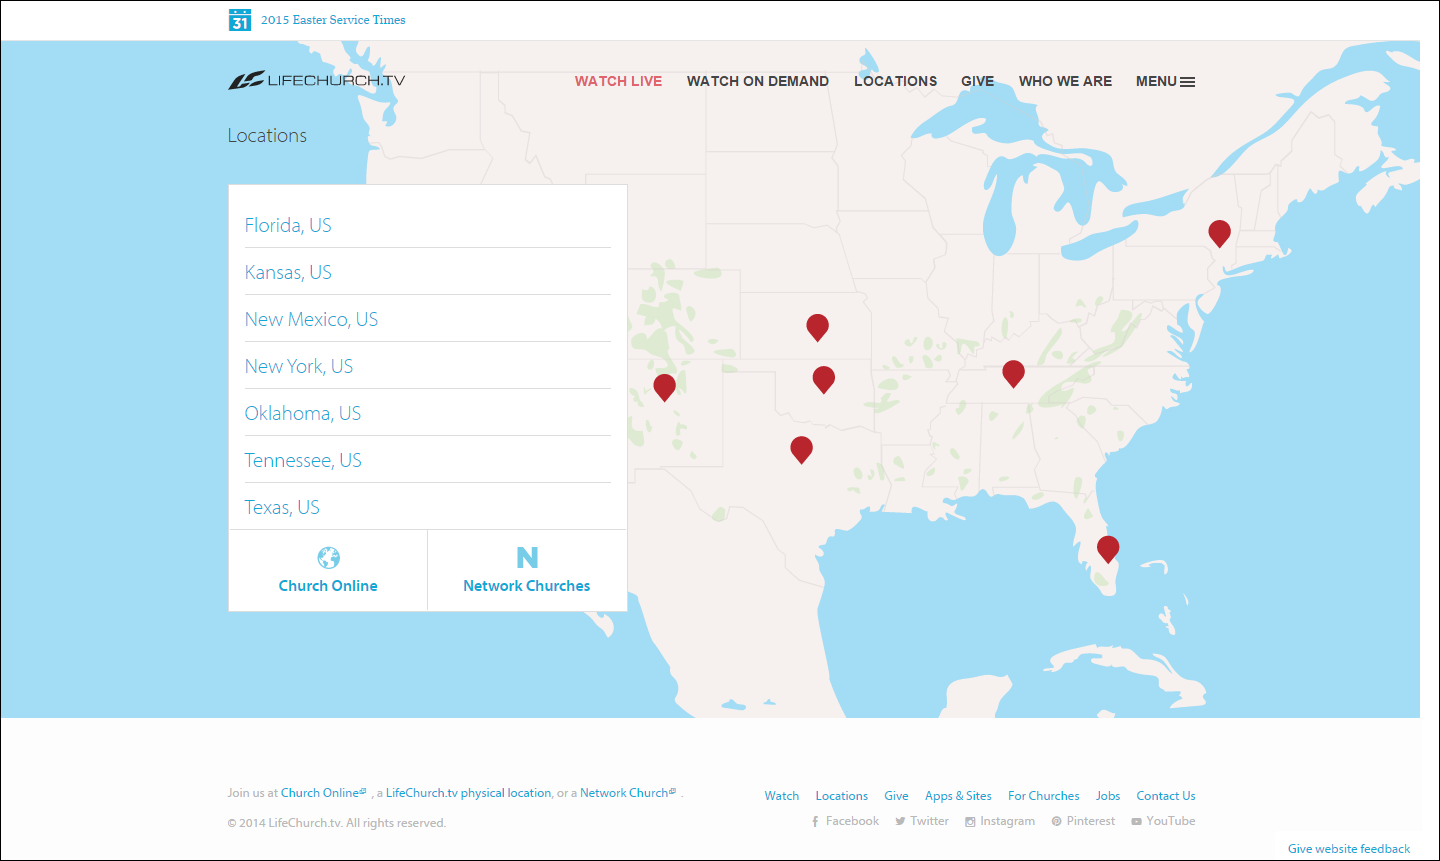 31 2015 Easter Service Times
LIFECHURCH.TV WATCH LIVE WATCH ON DEMAND LOCATIONS GIVE WHO WE ARE MENU
Locations
Florida, US
Kansas, US
New Mexico, US
New York, US
Oklahoma, US
Tennessee, US
Texas, US
N
Church Online Network Churches
Join us at Church Online , a LifeChurch.tv physical location, or a Network Church .
© 2014 LifeChurch.tv. All rights reserved.
Watch Locations Give Apps & Sites For Churches Jobs Contact Us
Facebook Twitter Instagram Pinterest YouTube
Give website feedback